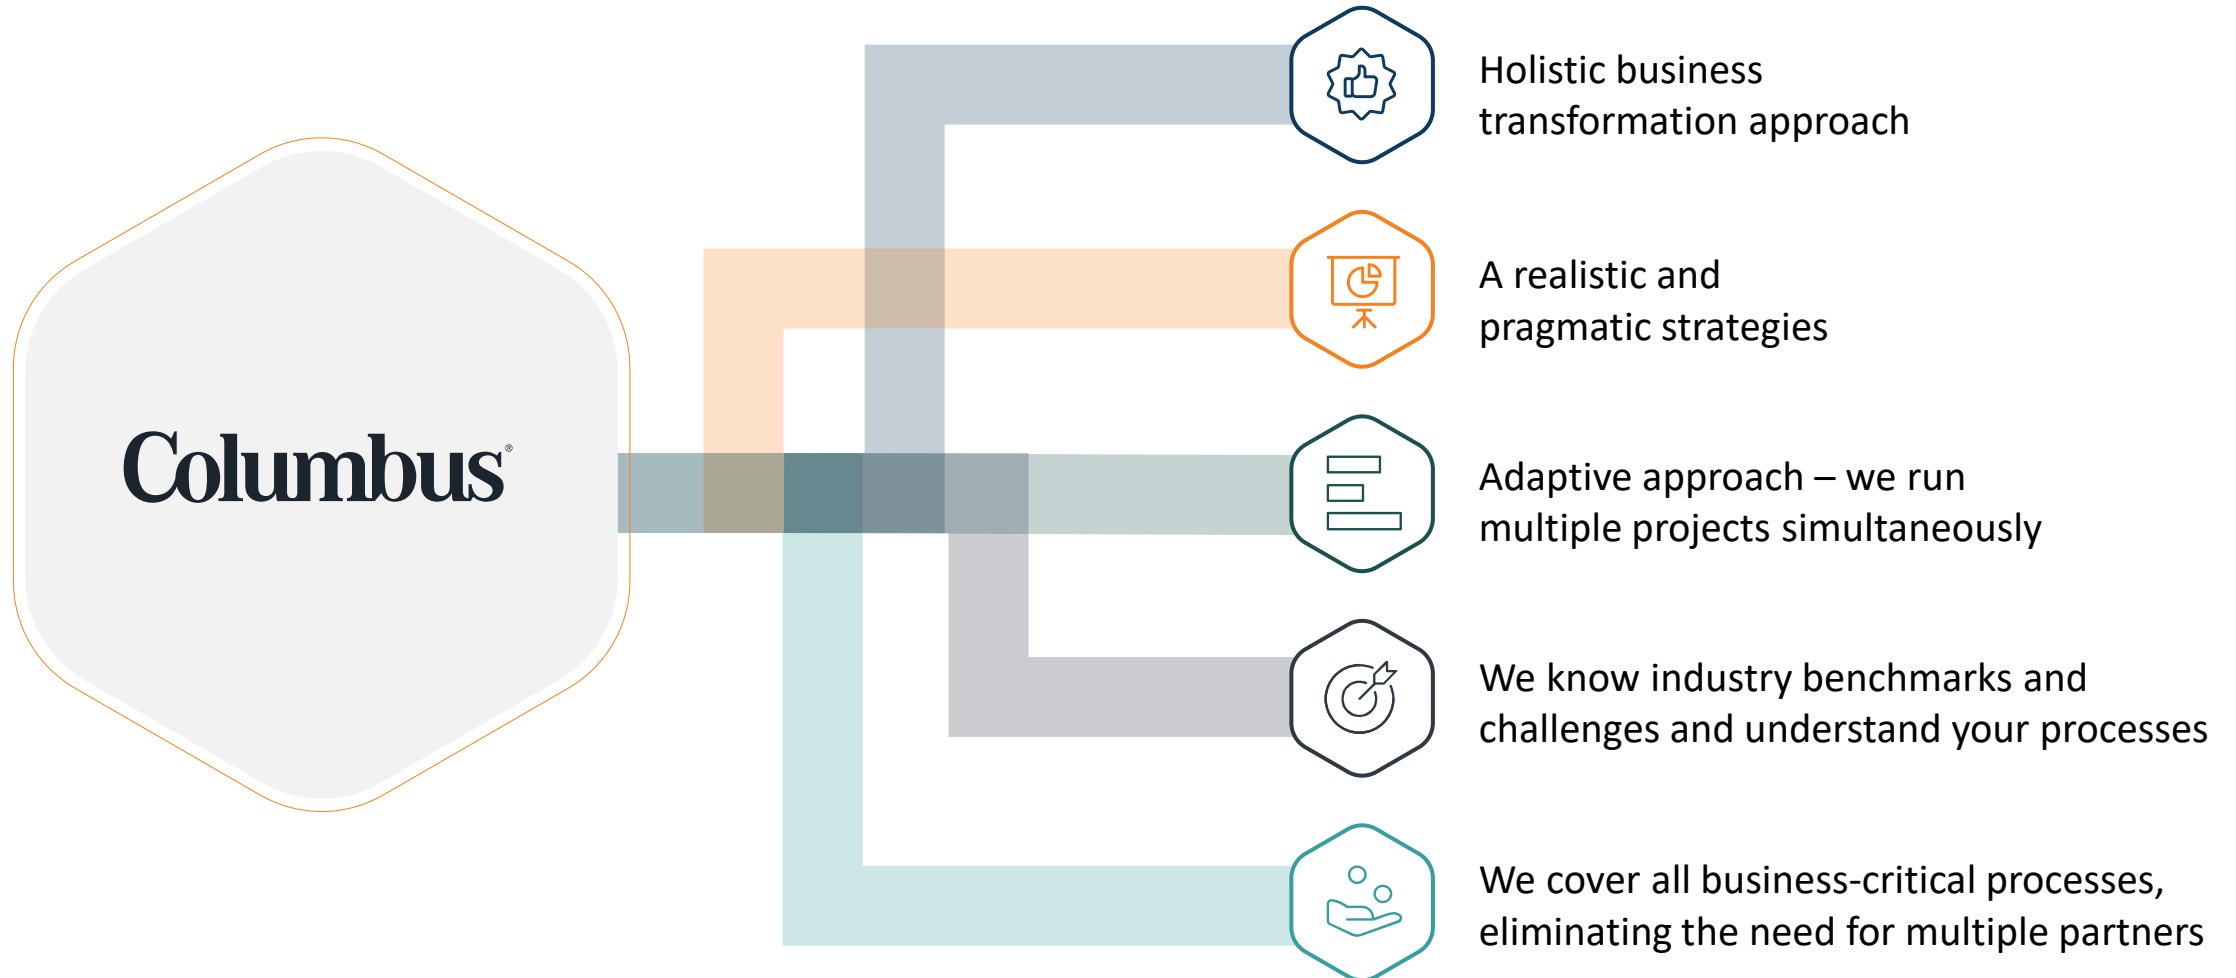 Columbus®
Holistic business
transformation approach
A realistic and
pragmatic strategies
Adaptive approach – we run
multiple projects simultaneously
We know industry benchmarks and
challenges and understand your processes
We cover all business-critical processes,
eliminating the need for multiple partners